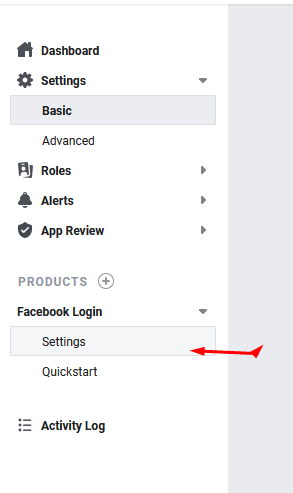 Dashboard
Settings
Basic
Advanced
Roles
Alerts
App Review
PRODUCTS
Facebook Login
Settings
Quickstart
Activity Log